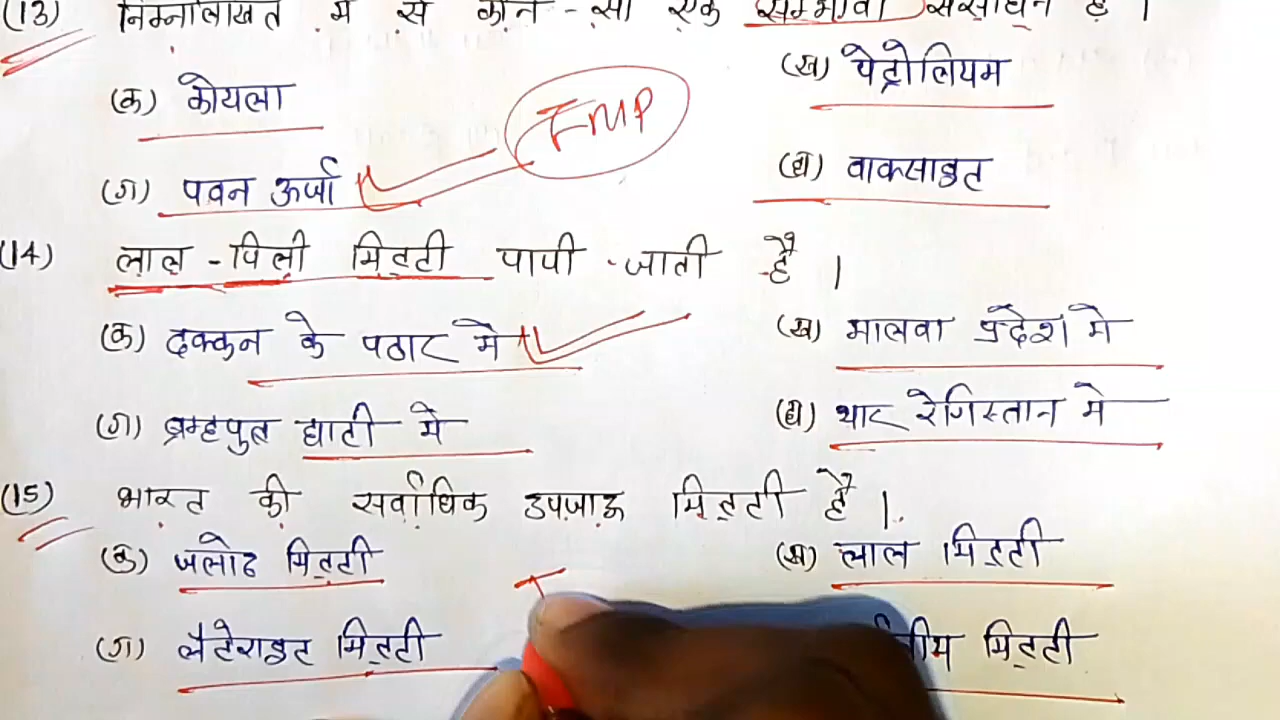 (13) निम्नलिखित में से कौन-सा एक सम्भावी संसाधन है ।
(क) कोयला (ख) पेट्रोलियम
IMP
(ग) पवन ऊर्जा (घ) वाक्साइट
(14) लाल-पिली मिट्टी पायी जाती है ।
(क) दक्कन के पठार मे (ख) मालवा प्रदेश मे
(ग) ब्रम्हपुत्र घाटी मे (घ) थार रेगिस्तान मे
(15) भारत की सर्वाधिक उपजाऊ मिट्टी है ।
(क) जलोढ मिट्टी (ख) लाल मिट्टी
(ग) लैटेराइट मिट्टी मिट्टी